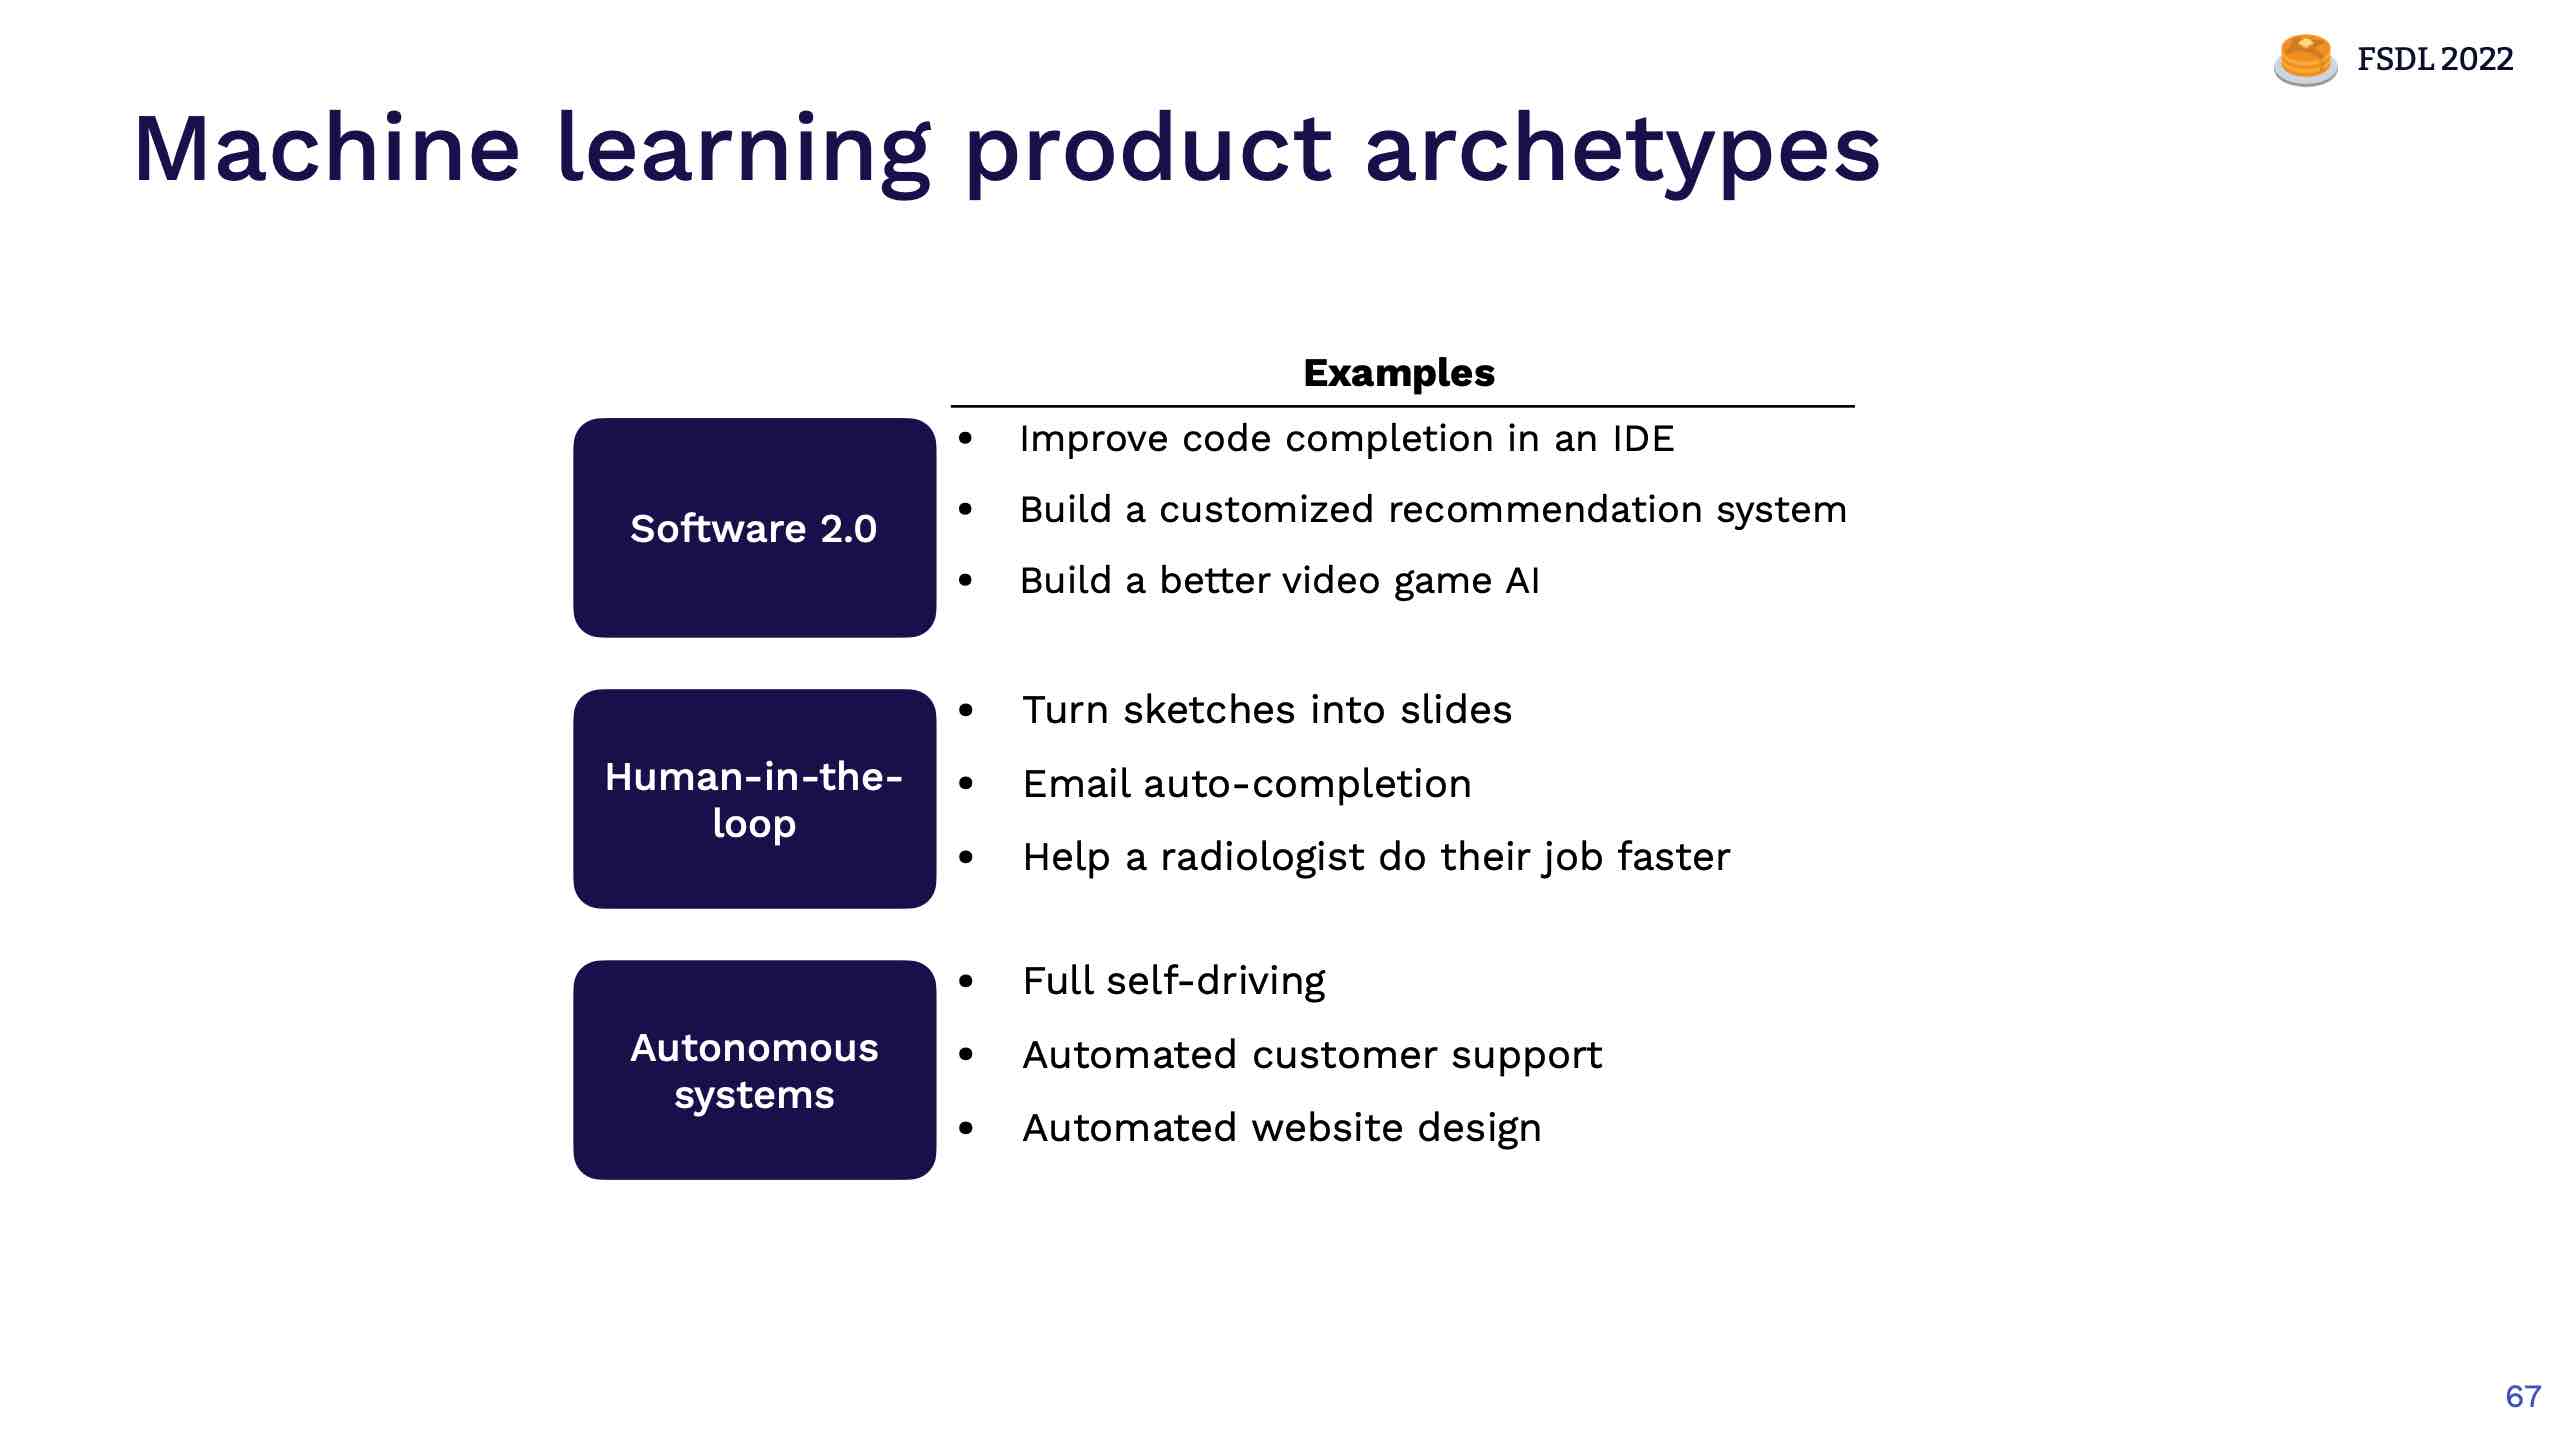 FSDL 2022
Machine learning product archetypes
Examples
Software 2.0
• Improve code completion in an IDE
• Build a customized recommendation system
• Build a better video game AI
Human-in-the-
loop
• Turn sketches into slides
• Email auto-completion
• Help a radiologist do their job faster
Autonomous
systems
• Full self-driving
• Automated customer support
• Automated website design
67